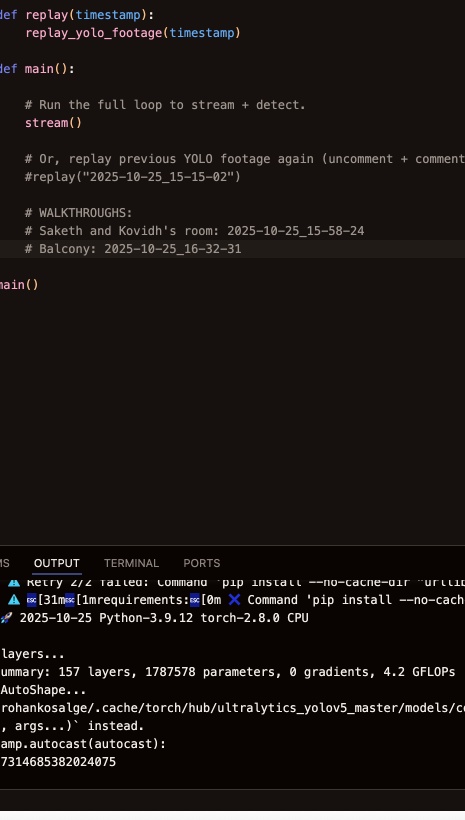 def replay(timestamp):
replay_yolo_footage(timestamp)
def main():
# Run the full loop to stream + detect.
stream()
# Or, replay previous YOLO footage again (uncomment + comment
#replay("2025-10-25_15-15-02")
# WALKTHROUGHS:
# Saketh and Kovidh's room: 2025-10-25_15-58-24
# Balcony: 2025-10-25_16-32-31
main()
MS OUTPUT TERMINAL PORTS
Retry 2/2 failed: Command 'pip install --no-cache-dir "urllib
ESC[31mESC[1mrequirements:ESC[0m ❌ Command 'pip install --no-cach
🚀 2025-10-25 Python-3.9.12 torch-2.8.0 CPU
layers...
ummary: 157 layers, 1787578 parameters, 0 gradients, 4.2 GFLOPs
AutoShape...
rohankosalge/.cache/torch/hub/ultralytics_yolov5_master/models/co
, args...)` instead.
amp.autocast(autocast):
7314685382024075